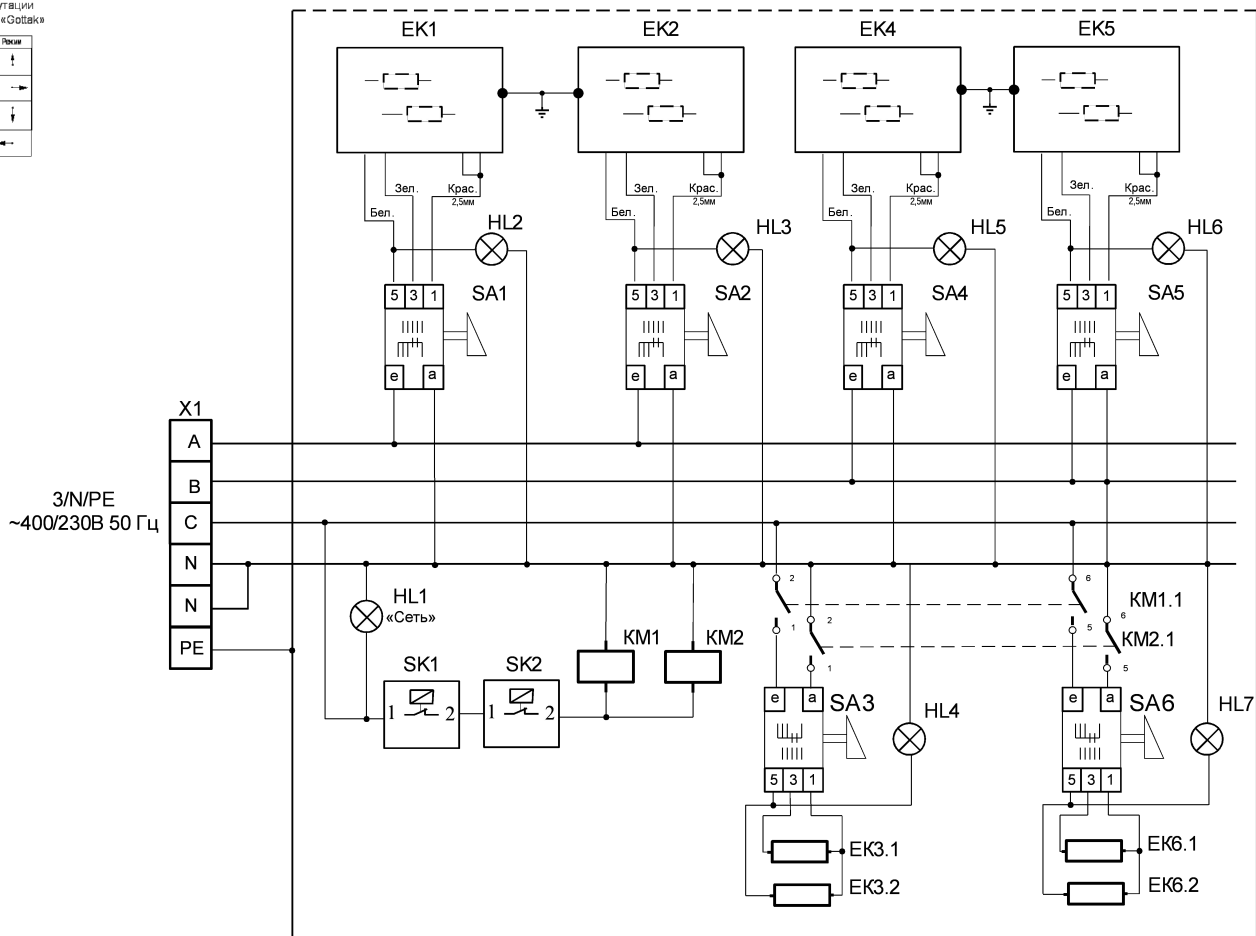 «Gottak»
Режим
EK1
EK2
EK4
EK5
Зел.
Крас.
2,5мм
Бел.
Зел.
Крас.
2,5мм
Бел.
Зел.
Крас.
2,5мм
Бел.
Зел.
Крас.
2,5мм
Бел.
HL2
HL3
HL5
HL6
5 3 1
SA1
5 3 1
SA2
5 3 1
SA4
5 3 1
SA5
e a
e a
e a
e a
X1
A
B
C
N
N
PE
3/N/PE
~400/230В 50 Гц
HL1
«Сеть»
SK1
1 2
SK2
1 2
KM1
KM2
2
1
2
1
6
5
6
5
KM1.1
KM2.1
e a
SA3
HL4
e a
SA6
HL7
5 3 1
5 3 1
EK3.1
EK3.2
EK6.1
EK6.2